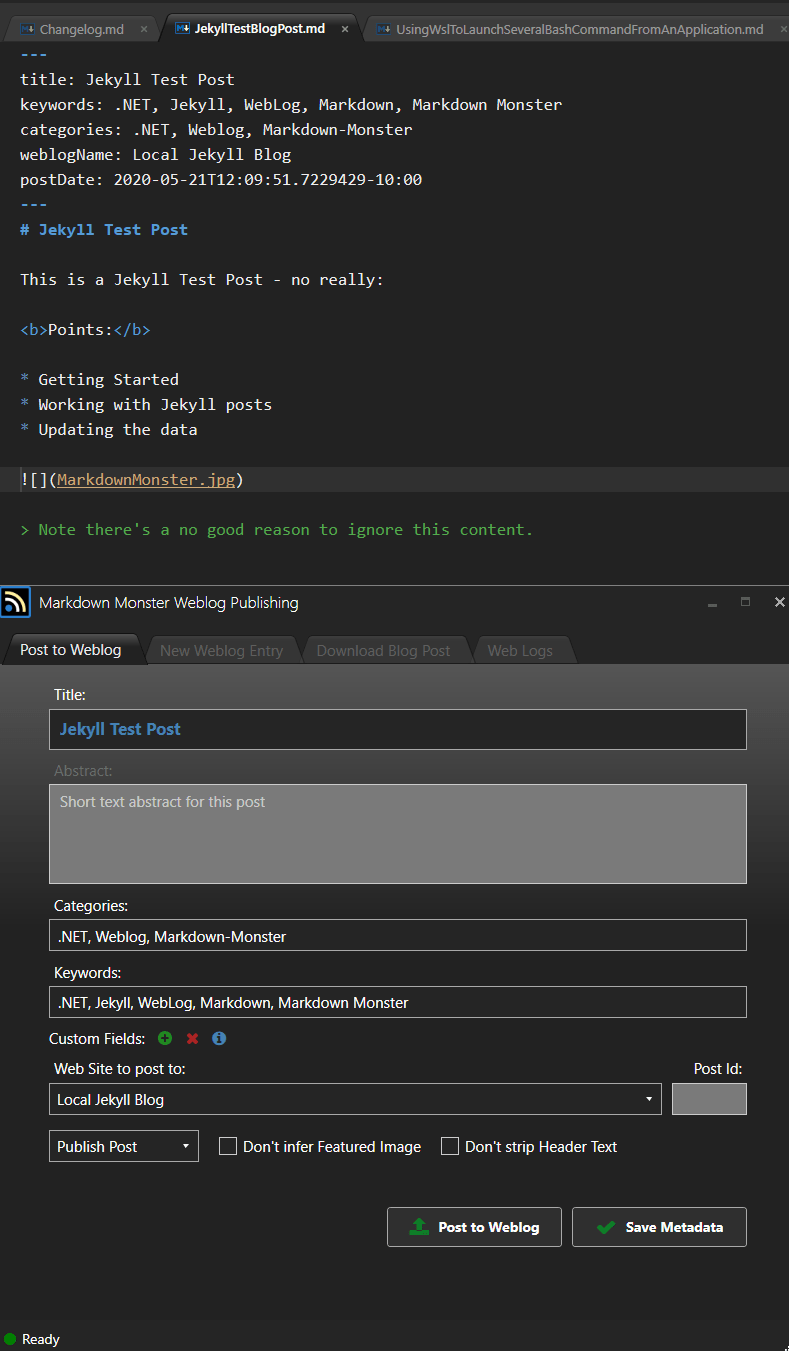 Changelog.md × JekyllTestBlogPost.md × UsingWslToLaunchSeveralBashCommandFromAnApplication.md ×
---
title: Jekyll Test Post
keywords: .NET, Jekyll, WebLog, Markdown, Markdown Monster
categories: .NET, Weblog, Markdown-Monster
weblogName: Local Jekyll Blog
postDate: 2020-05-21T12:09:51.7229429-10:00
---
# Jekyll Test Post
This is a Jekyll Test Post - no really:
<b>Points:</b>
* Getting Started
* Working with Jekyll posts
* Updating the data
![](MarkdownMonster.jpg)
> Note there's a no good reason to ignore this content.
Markdown Monster Weblog Publishing
Post to Weblog New Weblog Entry Download Blog Post Web Logs
Title:
Jekyll Test Post
Abstract:
Short text abstract for this post
Categories:
.NET, Weblog, Markdown-Monster
Keywords:
.NET, Jekyll, WebLog, Markdown, Markdown Monster
Custom Fields:
Web Site to post to: Post Id:
Local Jekyll Blog
Publish Post Don't infer Featured Image Don't strip Header Text
Post to Weblog Save Metadata
Ready